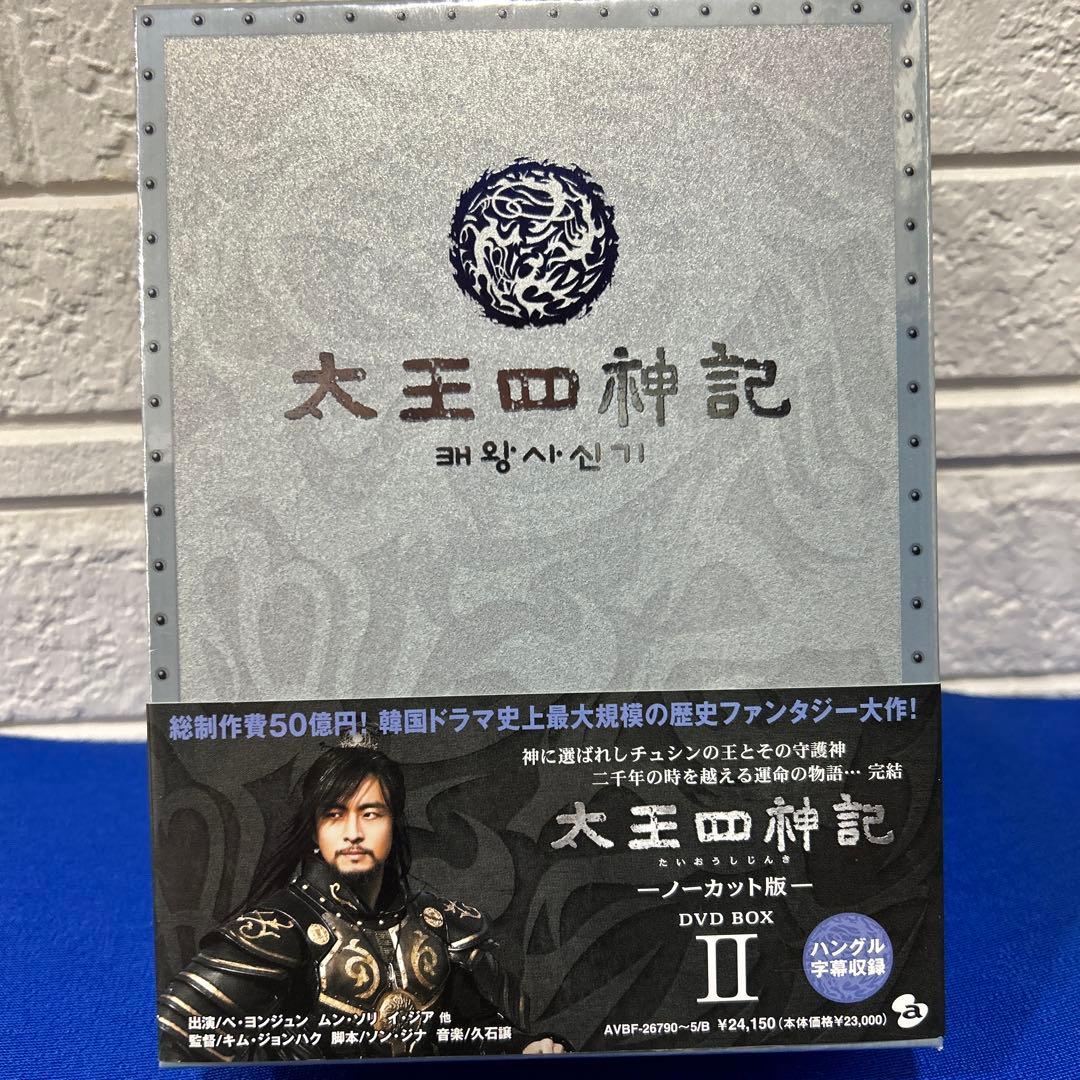 太王四神記
태왕사신기
総制作費50億円! 韓国ドラマ史上最大規模の歴史ファンタジー大作!
神に選ばれしチュシンの王とその守護神
二千年の時を越える運命の物語… 完結
太王四神記
たいおうしじんき
―ノーカット版―
DVD BOX
II
ハングル
字幕収録
出演/ペ・ヨンジュン ムン・ソリ イ・ジア 他
監督/キム・ジョンハク 脚本/ソン・ジナ 音楽/久石譲
AVBF-26790~5/B ¥24,150(本体価格¥23,000)
a